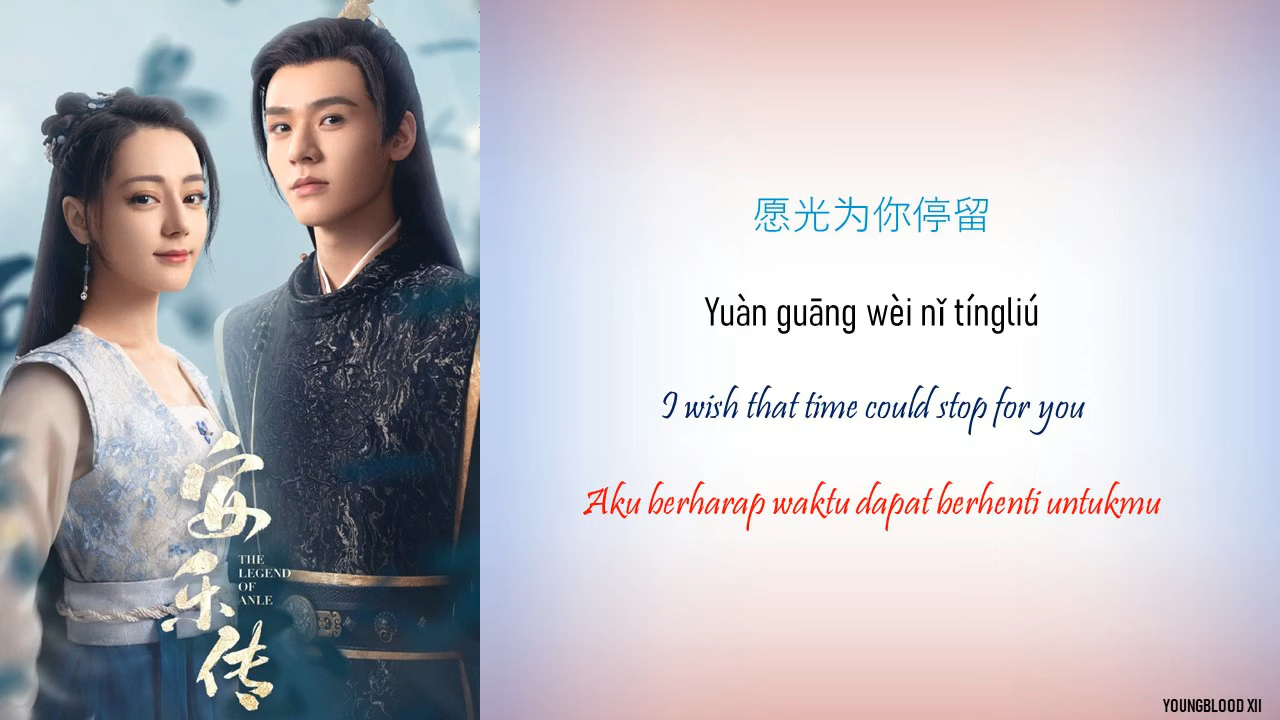 安乐传
THE
LEGEND
OF
ANLE
愿光为你停留
Yuàn guāng wèi nǐ tíngliú
I wish that time could stop for you
Aku berharap waktu dapat berhenti untukmu
YOUNGBLOOD XII